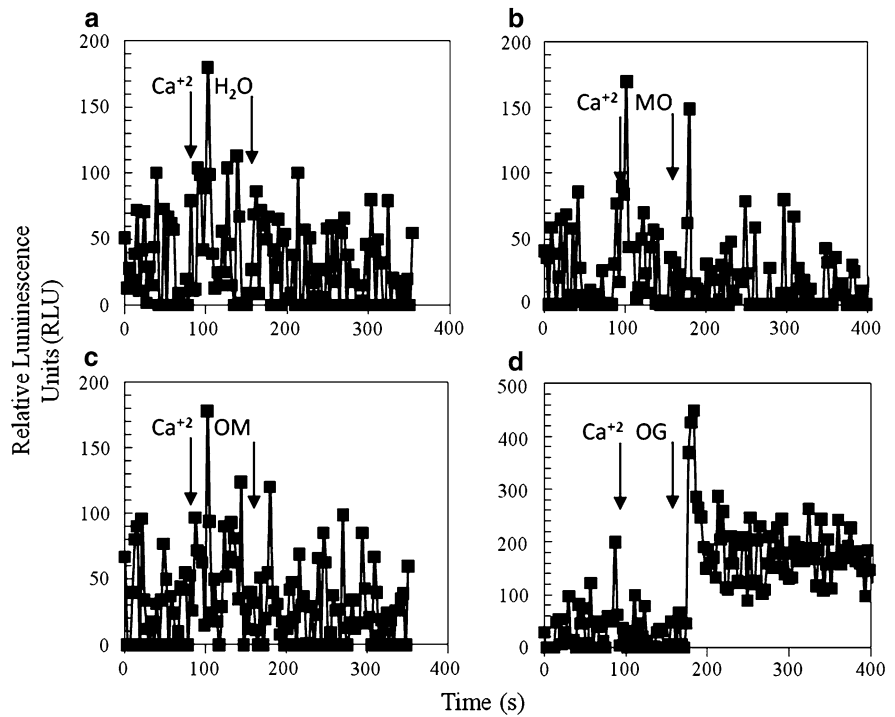 a
200
150
100
50
0
Ca+2 H2O
0 100 200 300 400
b
200
150
100
50
0
Ca+2 MO
0 100 200 300 400
c
200
150
100
50
0
Ca+2 OM
0 100 200 300 400
d
500
400
300
200
100
0
Ca+2 OG
0 100 200 300 400
Relative Luminescence
Units (RLU)
Time (s)